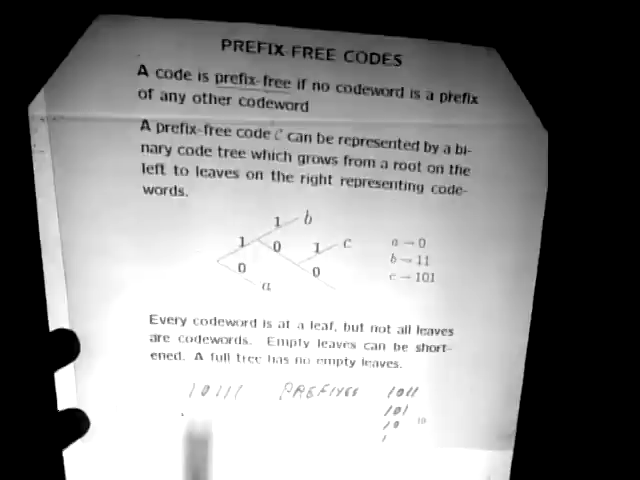 PREFIX-FREE CODES
A code is prefix-free if no codeword is a prefix
of any other codeword
A prefix-free code C can be represented by a bi-
nary code tree which grows from a root on the
left to leaves on the right representing code-
words.
1 b
1 0 1 c
0 0
a
a → 0
b → 11
c → 101
Every codeword is at a leaf, but not all leaves
are codewords. Empty leaves can be short-
ened. A full tree has no empty leaves.
10111 PREFIXES 1011
101
10
1
10